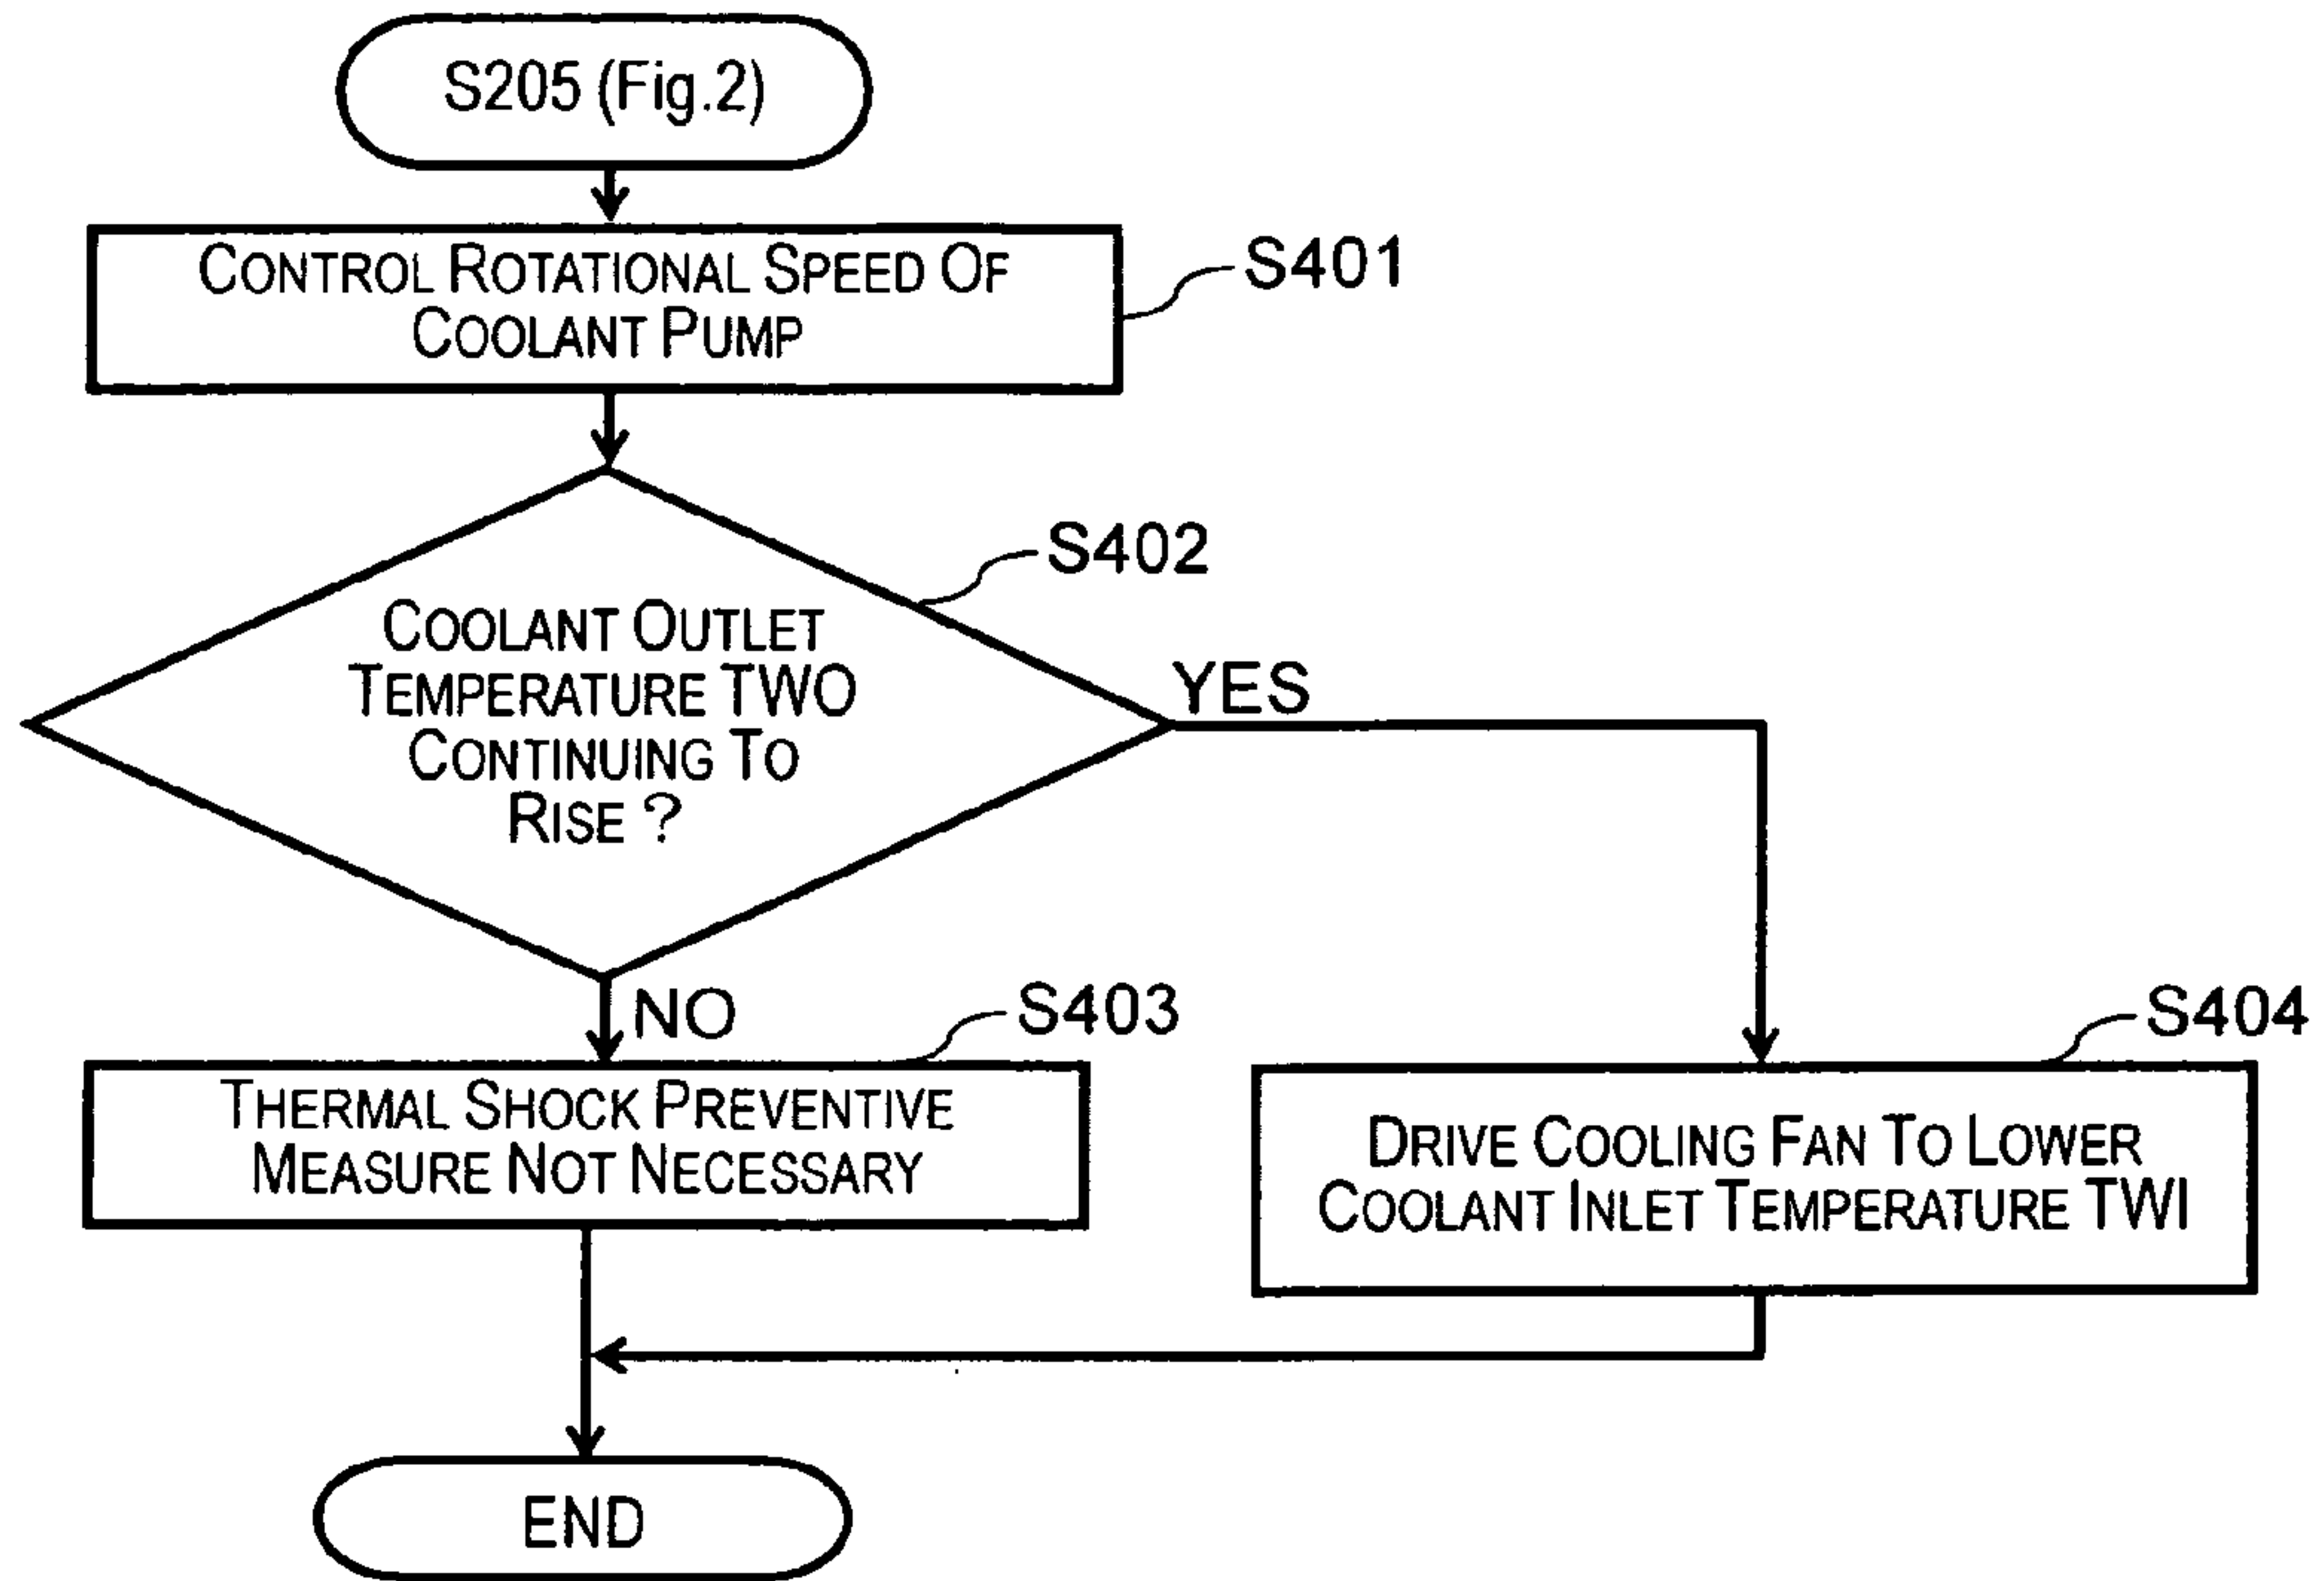 S205 (Fig.2)
CONTROL ROTATIONAL SPEED OF
COOLANT PUMP
S401
S402
COOLANT OUTLET
TEMPERATURE TWO
CONTINUING TO
RISE ?
YES
NO
S403
THERMAL SHOCK PREVENTIVE
MEASURE NOT NECESSARY
S404
DRIVE COOLING FAN TO LOWER
COOLANT INLET TEMPERATURE TWI
END